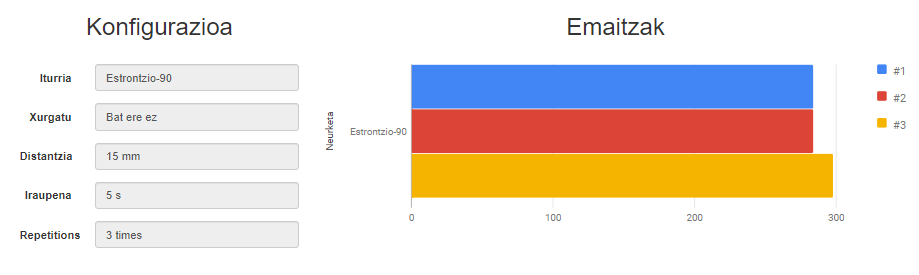 Konfigurazioa
Iturria Estrontzio-90
Xurgatu Bat ere ez
Distantzia 15 mm
Iraupena 5 s
Repetitions 3 times
Emaitzak
Neurketa
Estrontzio-90
0 100 200 300
#1
#2
#3